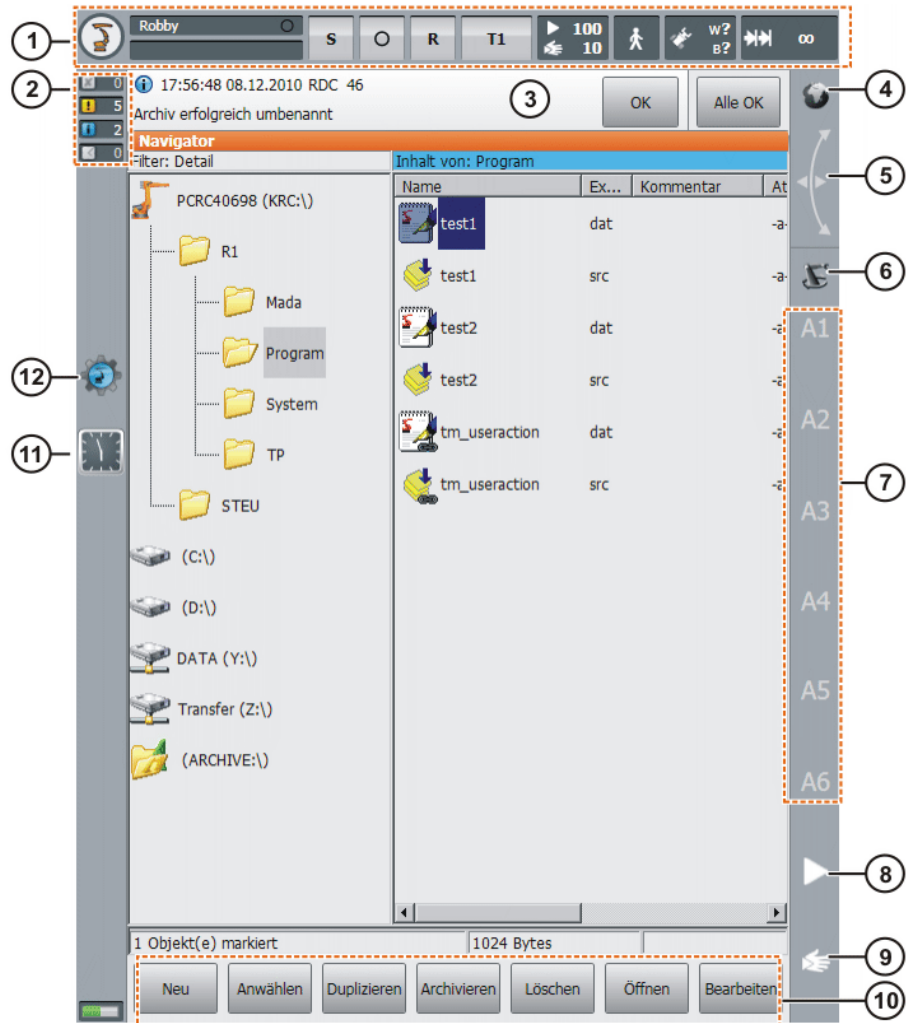 Robby
S
O
R
T1
100
10
W?
B?
∞
1
2
0
5
2
0
17:56:48 08.12.2010 RDC 46
Archiv erfolgreich umbenannt
3
OK
Alle OK
4
Navigator
Filter: Detail
Inhalt von: Program
Name Ex... Kommentar At
5
PCRC40698 (KRC:\)
R1
Mada
Program
System
TP
STEU
(C:\)
(D:\)
DATA (Y:\)
Transfer (Z:\)
(ARCHIVE:\)
test1 dat -a-
test1 src -a-
test2 dat -a
test2 src -a
tm_useraction dat -a
tm_useraction src -a
6
A1
A2
A3
A4
A5
A6
7
12
11
8
9
1 Objekt(e) markiert 1024 Bytes
Neu Anwählen Duplizieren Archivieren Löschen Öffnen Bearbeiten
10